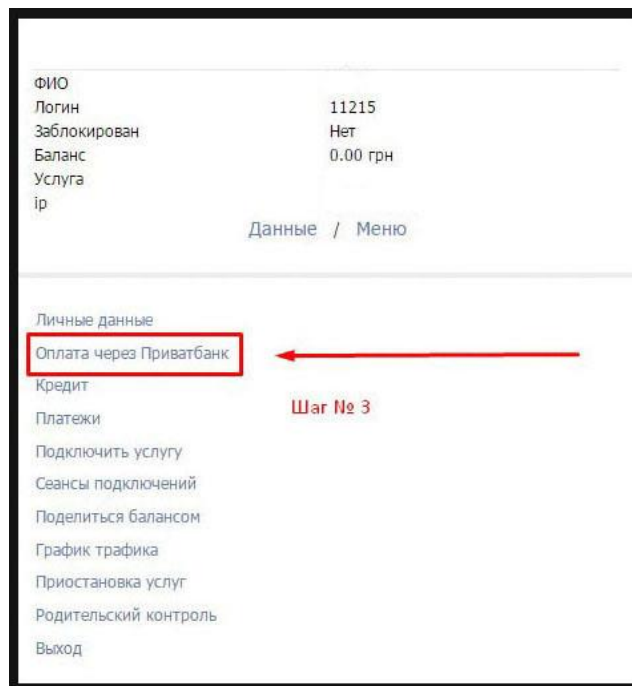 ФИО
Логин 11215
Заблокирован Нет
Баланс 0.00 грн
Услуга
ip
Данные / Меню
Личные данные
Оплата через Приватбанк
Кредит
Шаг № 3
Платежи
Подключить услугу
Сеансы подключений
Поделиться балансом
График трафика
Приостановка услуг
Родительский контроль
Выход